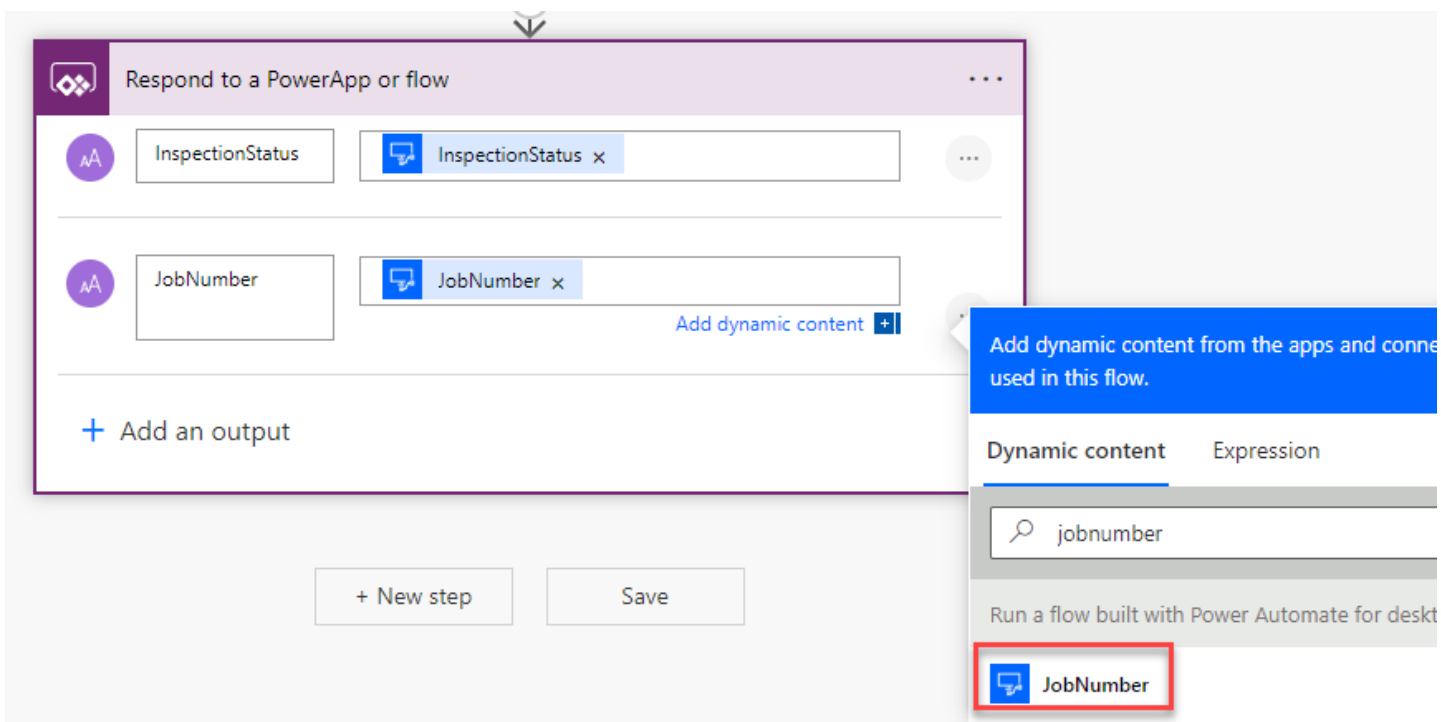 Respond to a PowerApp or flow
InspectionStatus
InspectionStatus
JobNumber
JobNumber
Add dynamic content
Add an output
+ New step
Save
Add dynamic content from the apps and conne
used in this flow.
Dynamic content
Expression
jobnumber
Run a flow built with Power Automate for deskt
JobNumber